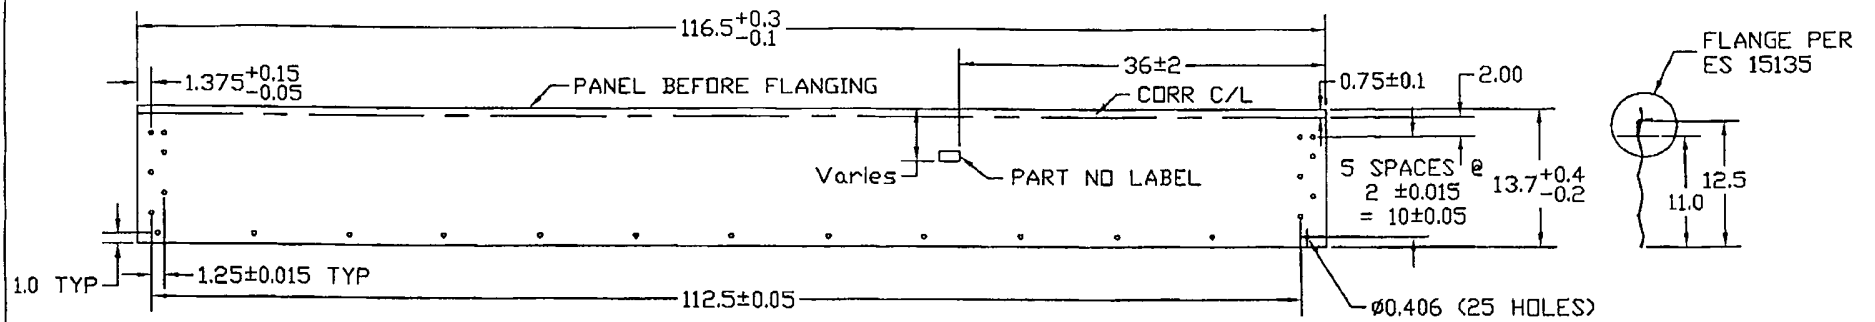 116.5+0.3
-0.1
FLANGE PER
ES 15135
36±2
1.375+0.15
-0.05
PANEL BEFORE FLANGING
CORR C/L
0.75±0.1
2.00
Varies
PART NO LABEL
5 SPACES @
2 ±0.015
= 10±0.05
13.7+0.4
-0.2
12.5
11.0
1.0 TYP
1.25±0.015 TYP
112.5±0.05
ø0.406 (25 HOLES)